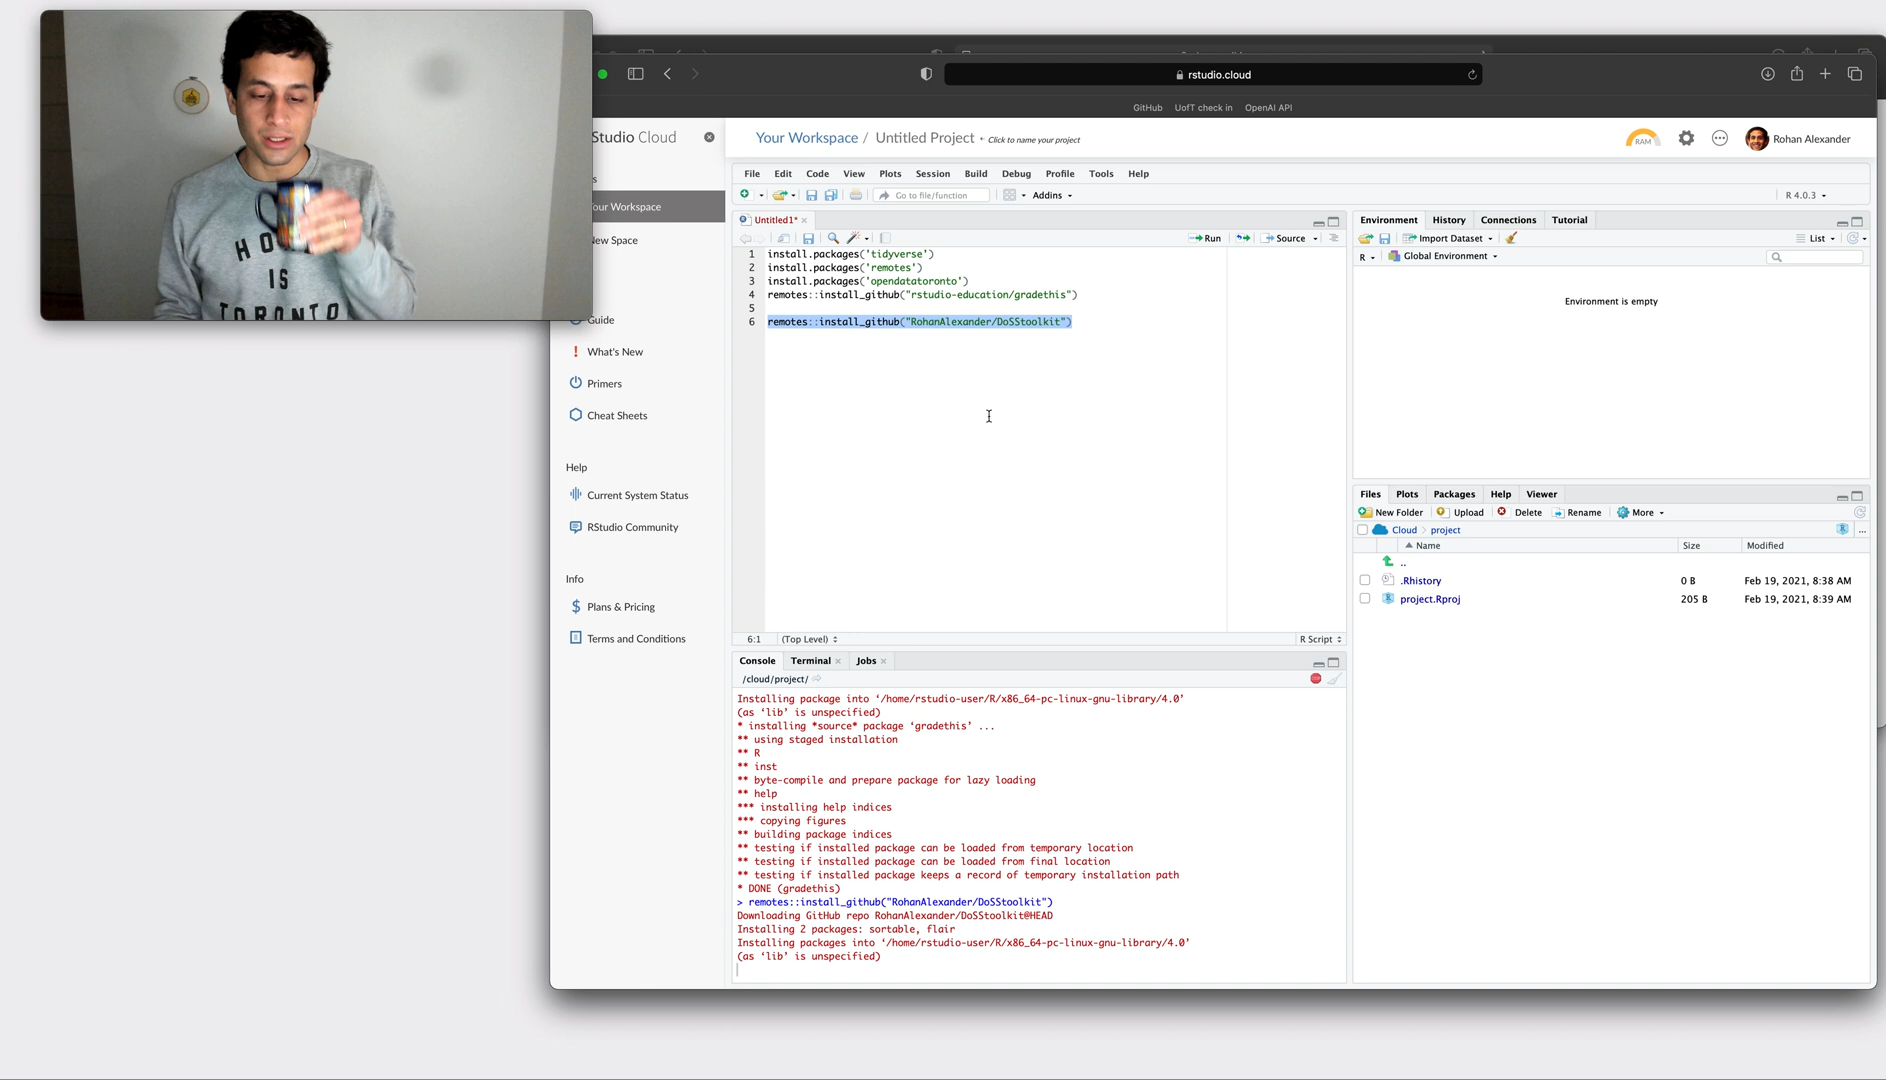 HO
IS
TORONTO
rstudio.cloud
GitHub UofT check in OpenAI API
Studio Cloud
Your Workspace / Untitled Project - Click to name your project
RAM
Rohan Alexander
s
Your Workspace
New Space
Guide
What's New
Primers
Cheat Sheets
Help
Current System Status
RStudio Community
Info
Plans & Pricing
Terms and Conditions
File Edit Code View Plots Session Build Debug Profile Tools Help
Go to file/function
Addins
R 4.0.3
Untitled1*
Run
Source
1 install.packages('tidyverse')
2 install.packages('remotes')
3 install.packages('opendatatoronto')
4 remotes::install_github("rstudio-education/gradethis")
5
6 remotes::install_github("RohanAlexander/DoSStoolkit")
6:1 (Top Level) R Script
Console Terminal Jobs
/cloud/project/
Installing package into ‘/home/rstudio-user/R/x86_64-pc-linux-gnu-library/4.0’
(as ‘lib’ is unspecified)
* installing *source* package ‘gradethis’ ...
** using staged installation
** R
** inst
** byte-compile and prepare package for lazy loading
** help
*** installing help indices
*** copying figures
** building package indices
** testing if installed package can be loaded from temporary location
** testing if installed package can be loaded from final location
** testing if installed package keeps a record of temporary installation path
* DONE (gradethis)
> remotes::install_github("RohanAlexander/DoSStoolkit")
Downloading GitHub repo RohanAlexander/DoSStoolkit@HEAD
Installing 2 packages: sortable, flair
Installing packages into ‘/home/rstudio-user/R/x86_64-pc-linux-gnu-library/4.0’
(as ‘lib’ is unspecified)
Environment History Connections Tutorial
Import Dataset
List
R Global Environment
Environment is empty
Files Plots Packages Help Viewer
New Folder Upload Delete Rename More
Cloud project
Name Size Modified
..
.Rhistory 0 B Feb 19, 2021, 8:38 AM
project.Rproj 205 B Feb 19, 2021, 8:39 AM